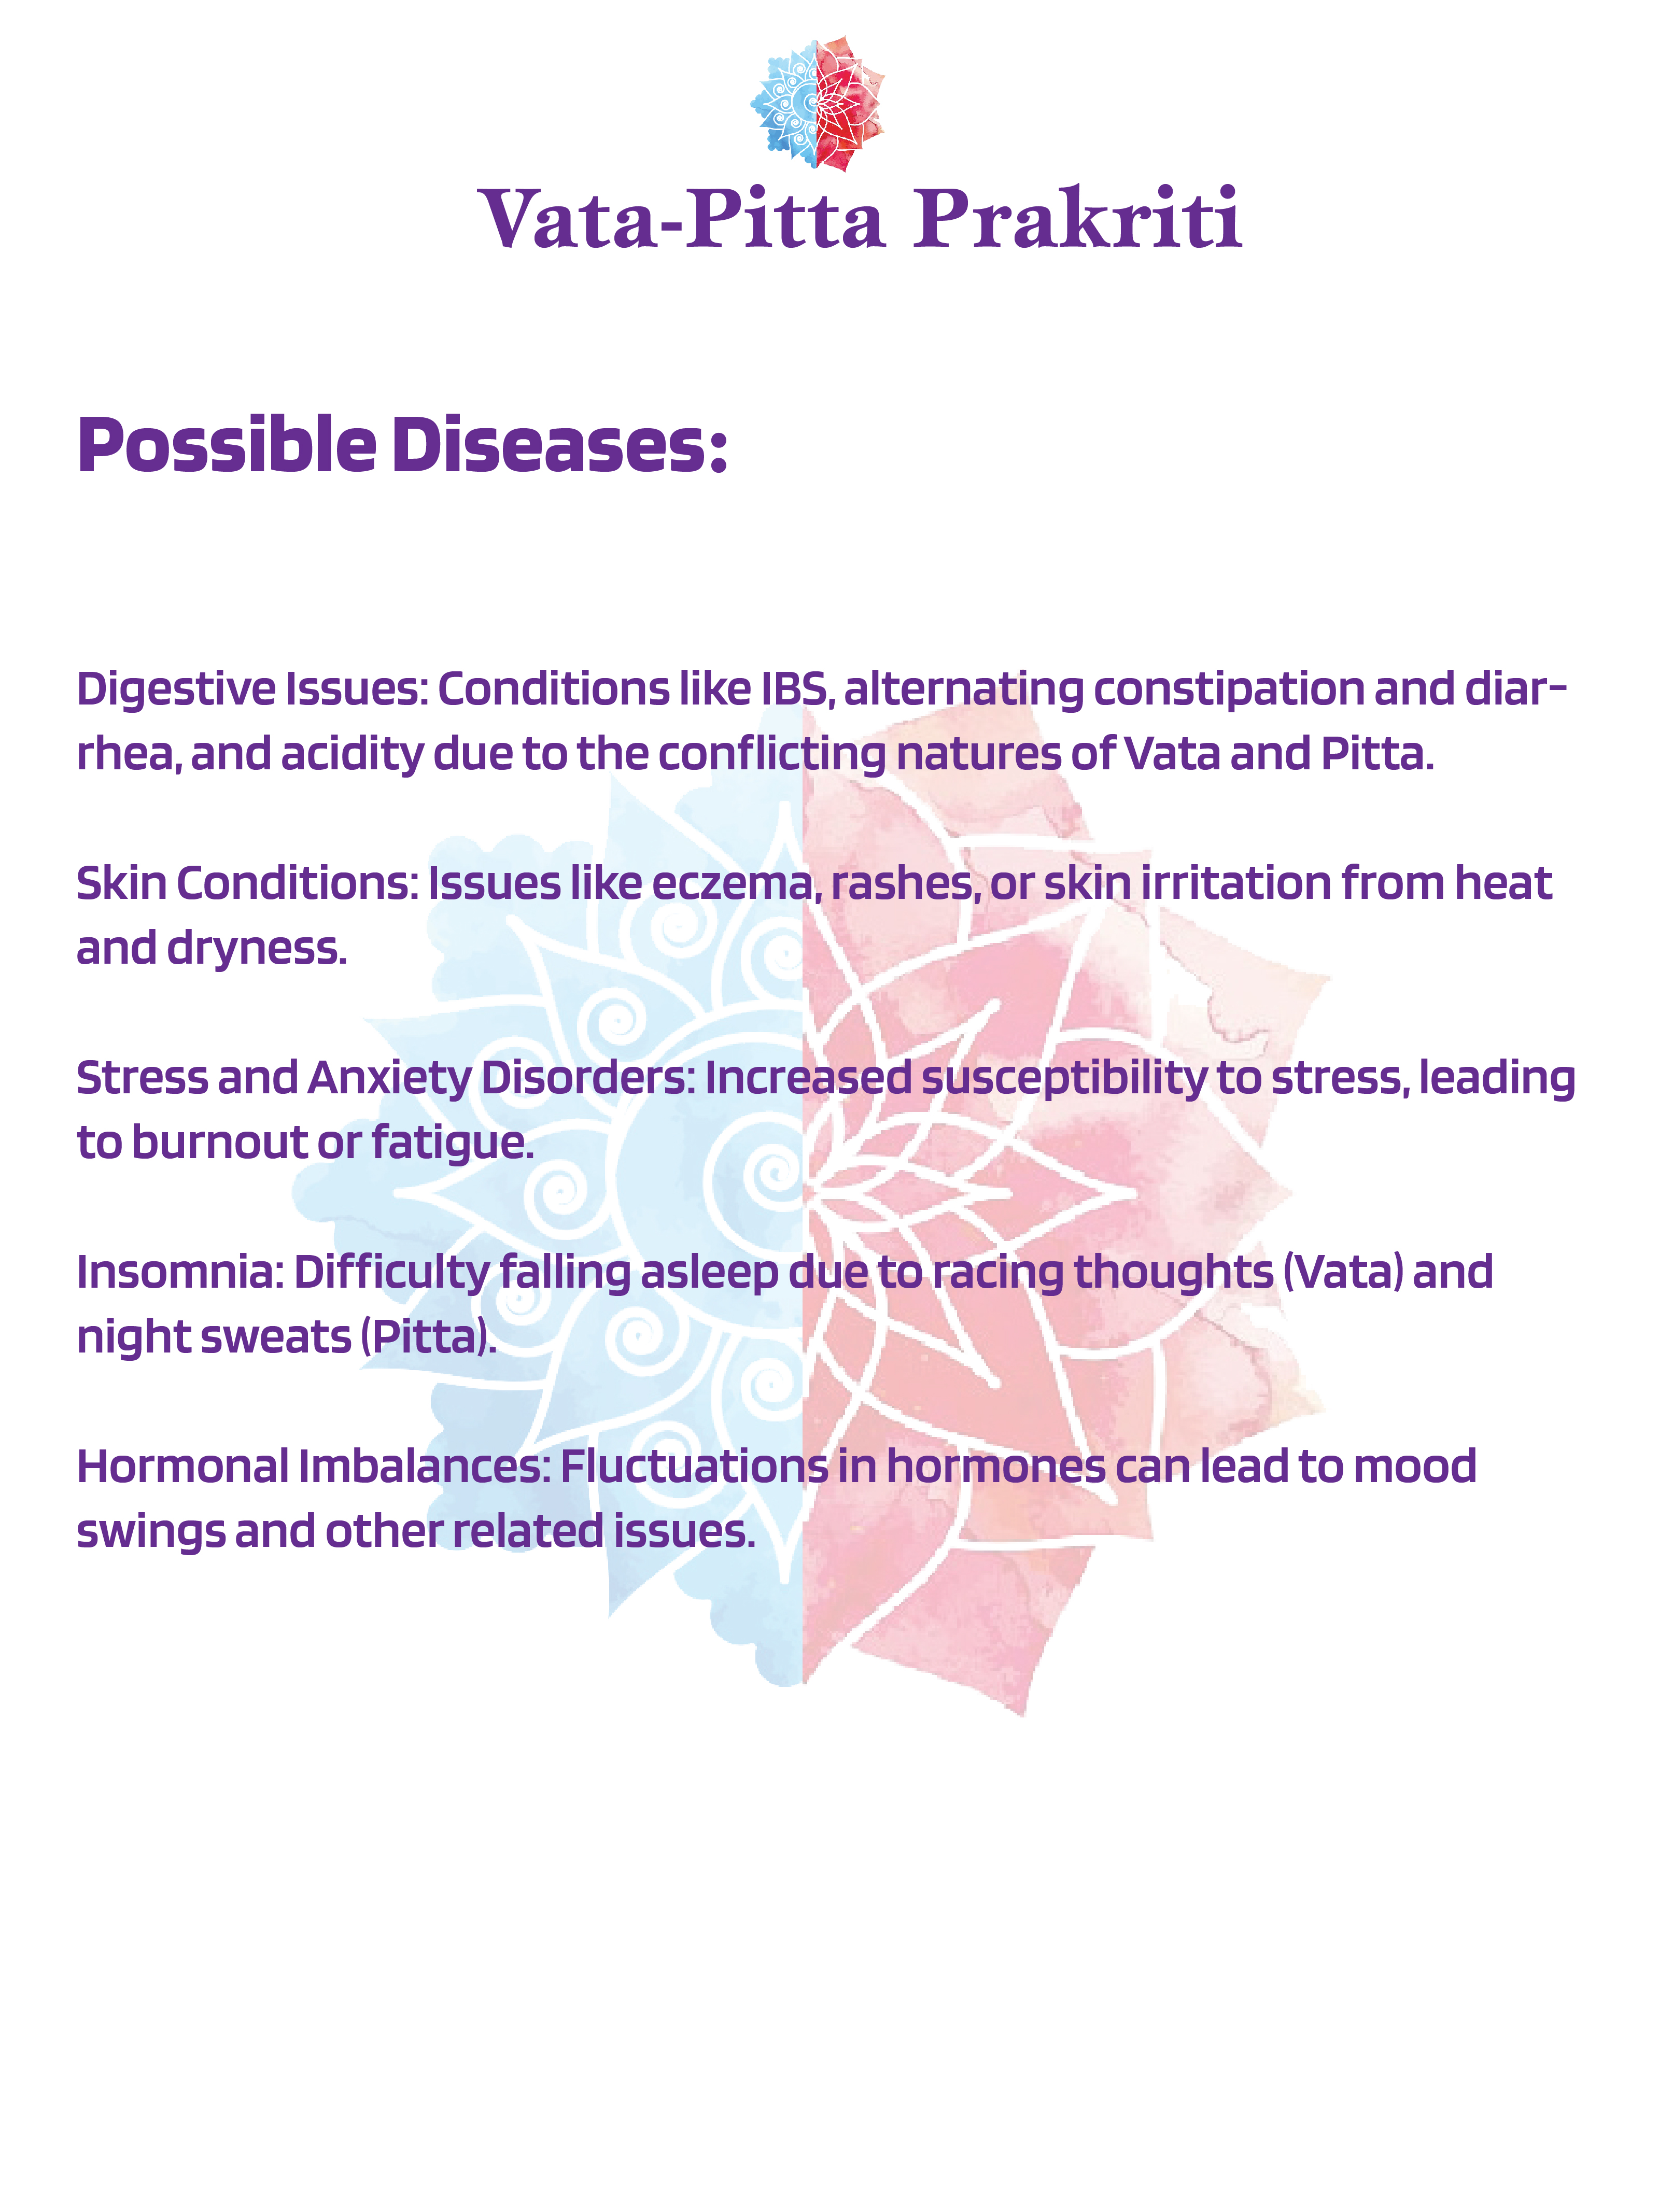 Vata-Pitta Prakriti
Possible Diseases:
Digestive Issues: Conditions like IBS, alternating constipation and diar-
rhea, and acidity due to the conflicting natures of Vata and Pitta.
Skin Conditions: Issues like eczema, rashes, or skin irritation from heat
and dryness.
Stress and Anxiety Disorders: Increased susceptibility to stress, leading
to burnout or fatigue.
Insomnia: Difficulty falling asleep due to racing thoughts (Vata) and
night sweats (Pitta).
Hormonal Imbalances: Fluctuations in hormones can lead to mood
swings and other related issues.